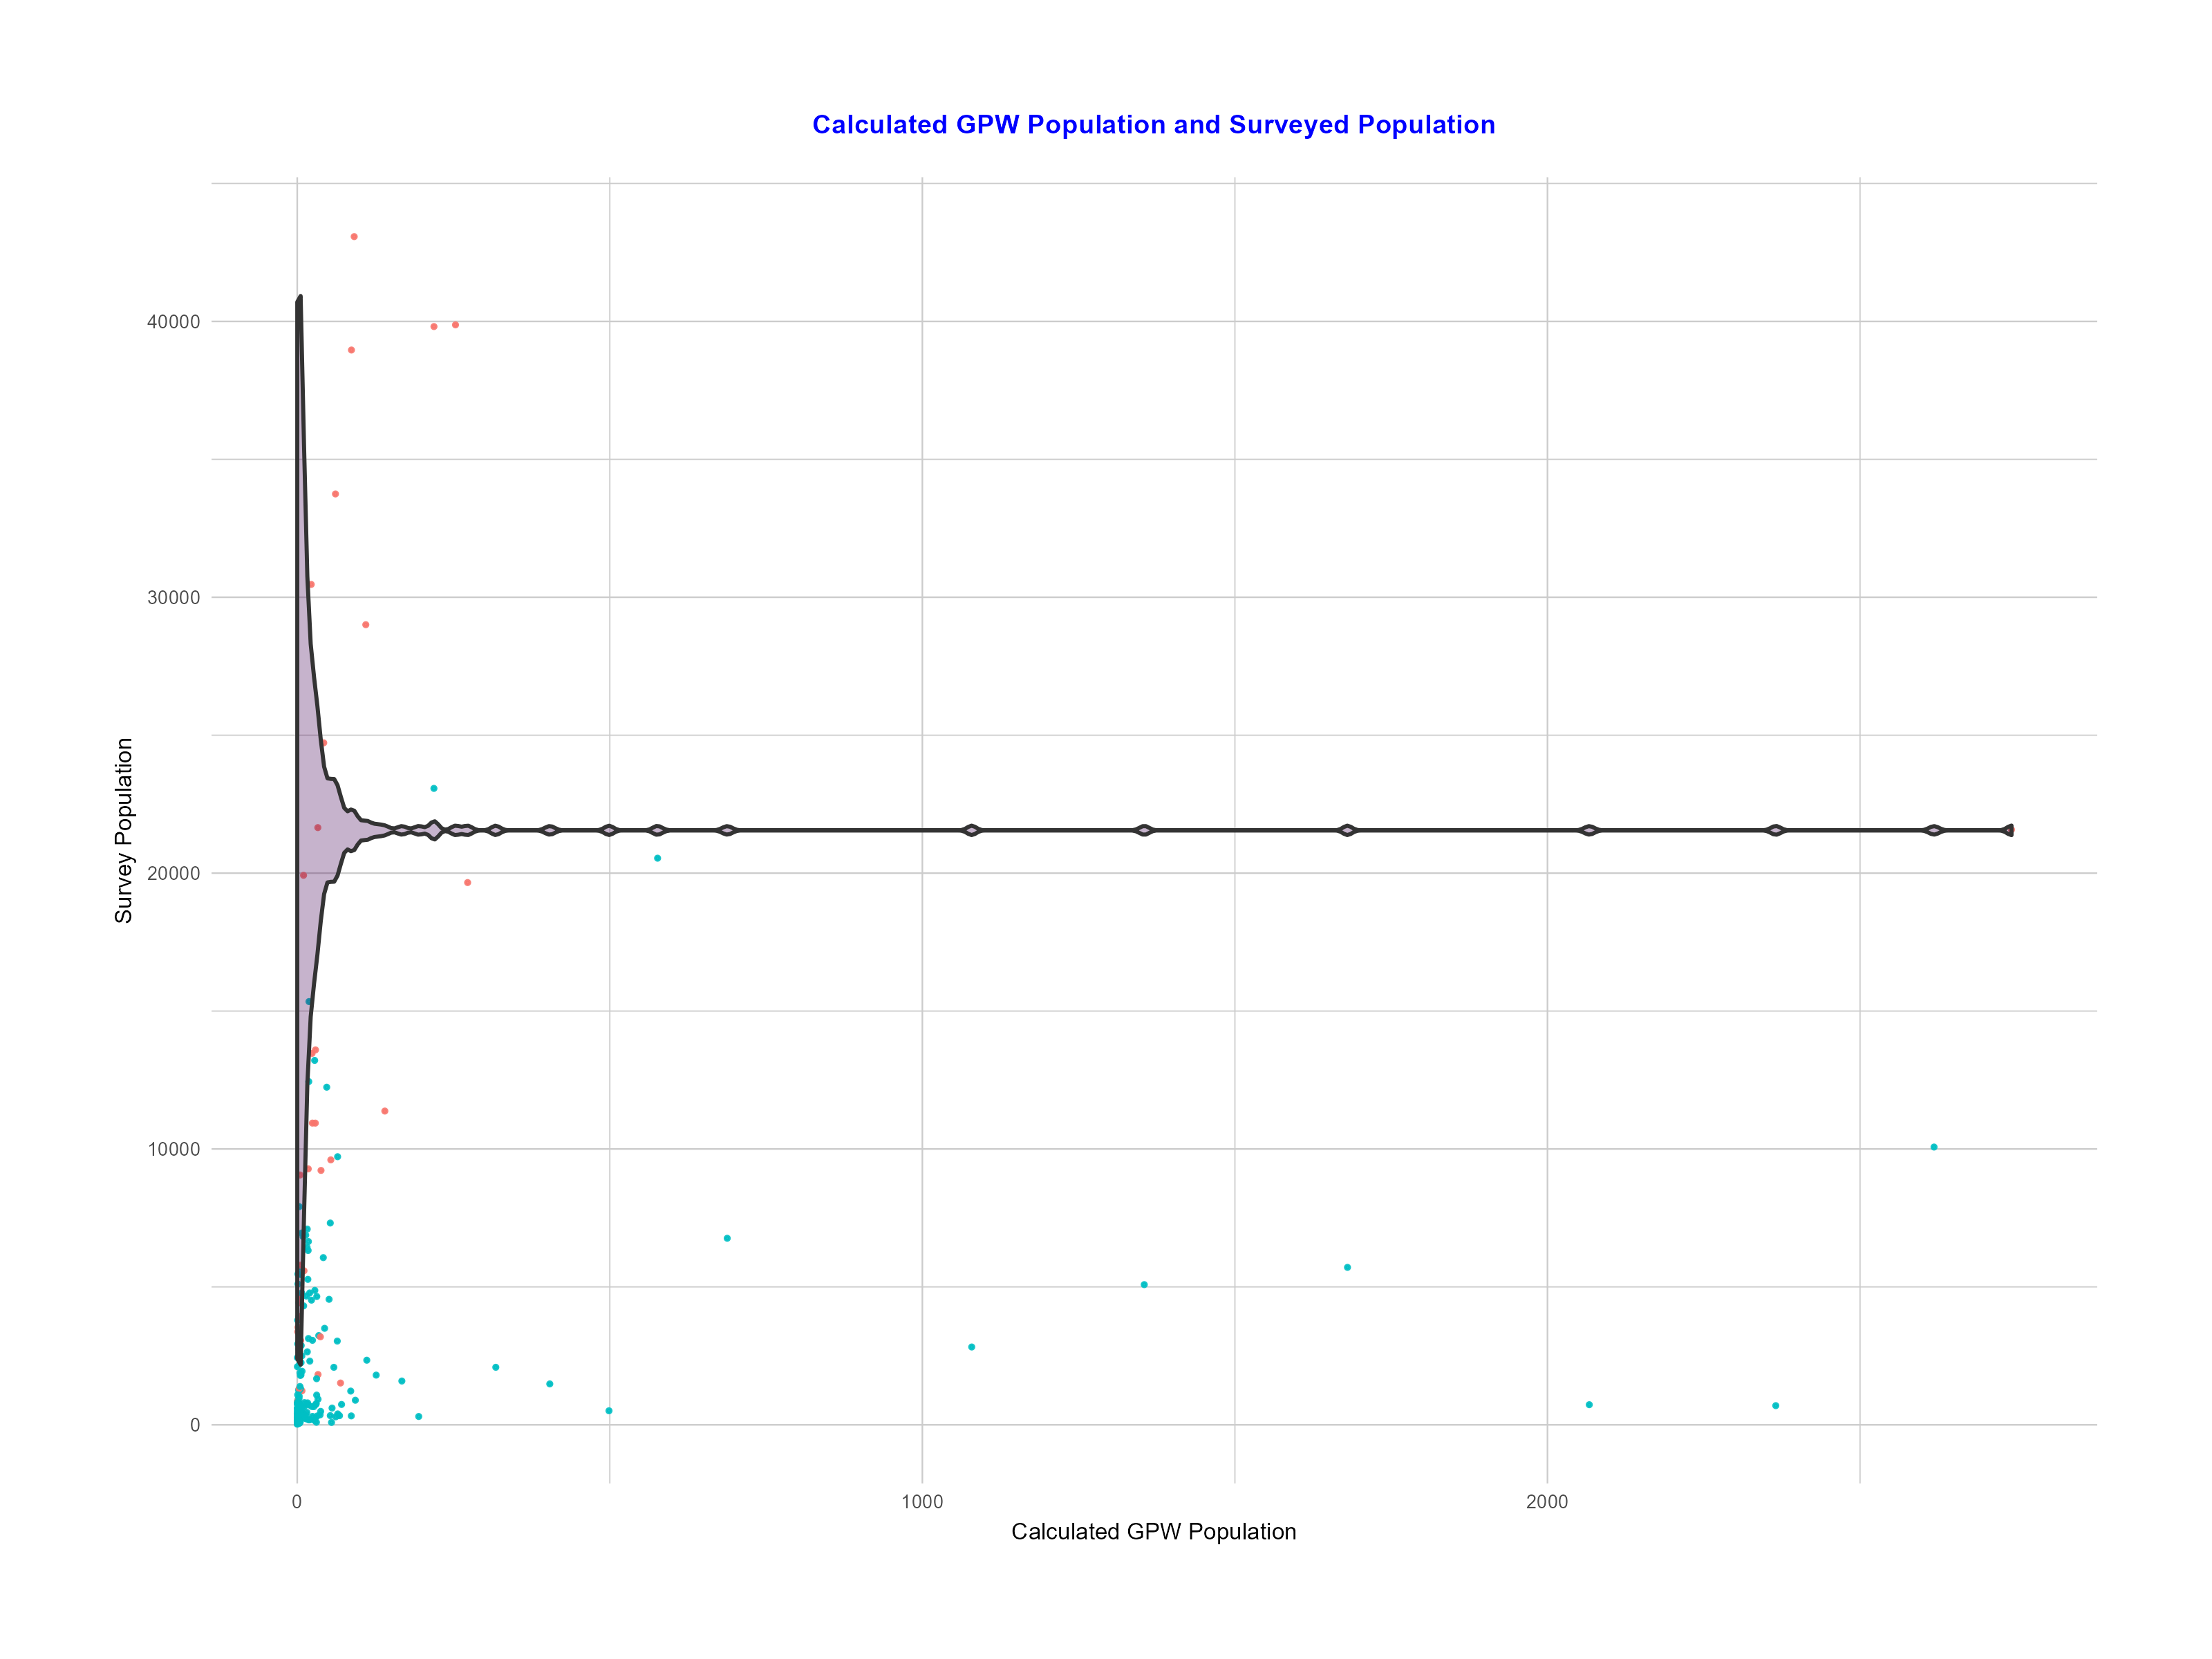 Calculated GPW Population and Surveyed Population
40000
30000
20000
10000
0
Survey Population
0 1000 2000
Calculated GPW Population